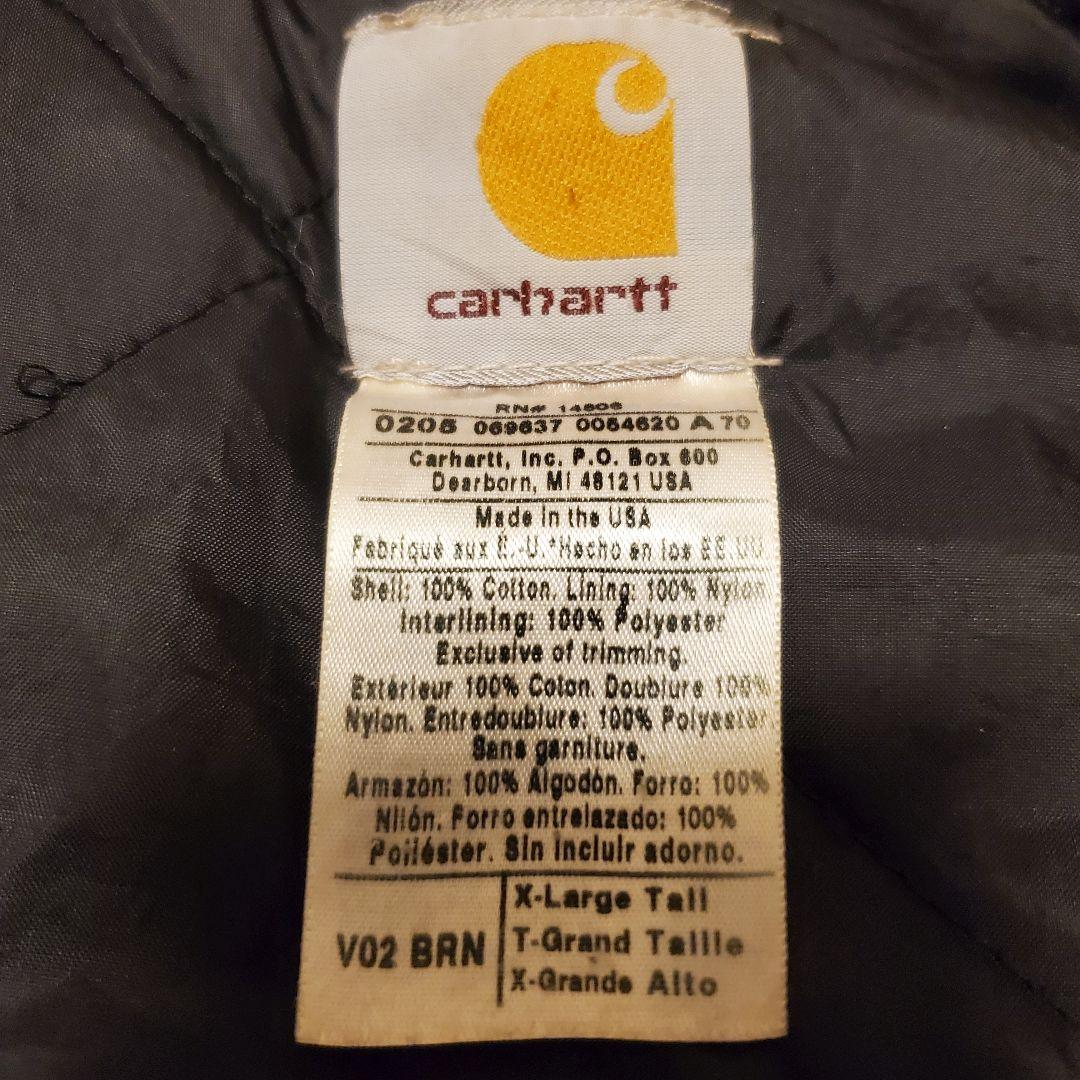 carhartt
RN# 14806
0205 069637 0054620 A 70
Carhartt, Inc. P.O. Box 600
Dearborn, MI 48121 USA
Made in the USA
Fabriqué aux É.-U.*Hecho en los EE.UU
Shell: 100% Cotton. Lining: 100% Nylon
Interlining: 100% Polyester
Exclusive of trimming.
Extérieur 100% Coton. Doublure 100%
Nylon. Entredoublure: 100% Polyester
Sans garniture.
Armazón: 100% Algodón. Forro: 100%
Nilón. Forro entrelazado: 100%
Poliéster. Sin incluir adorno.
V02 BRN
X-Large Tall
T-Grand Taille
X-Grande Alto